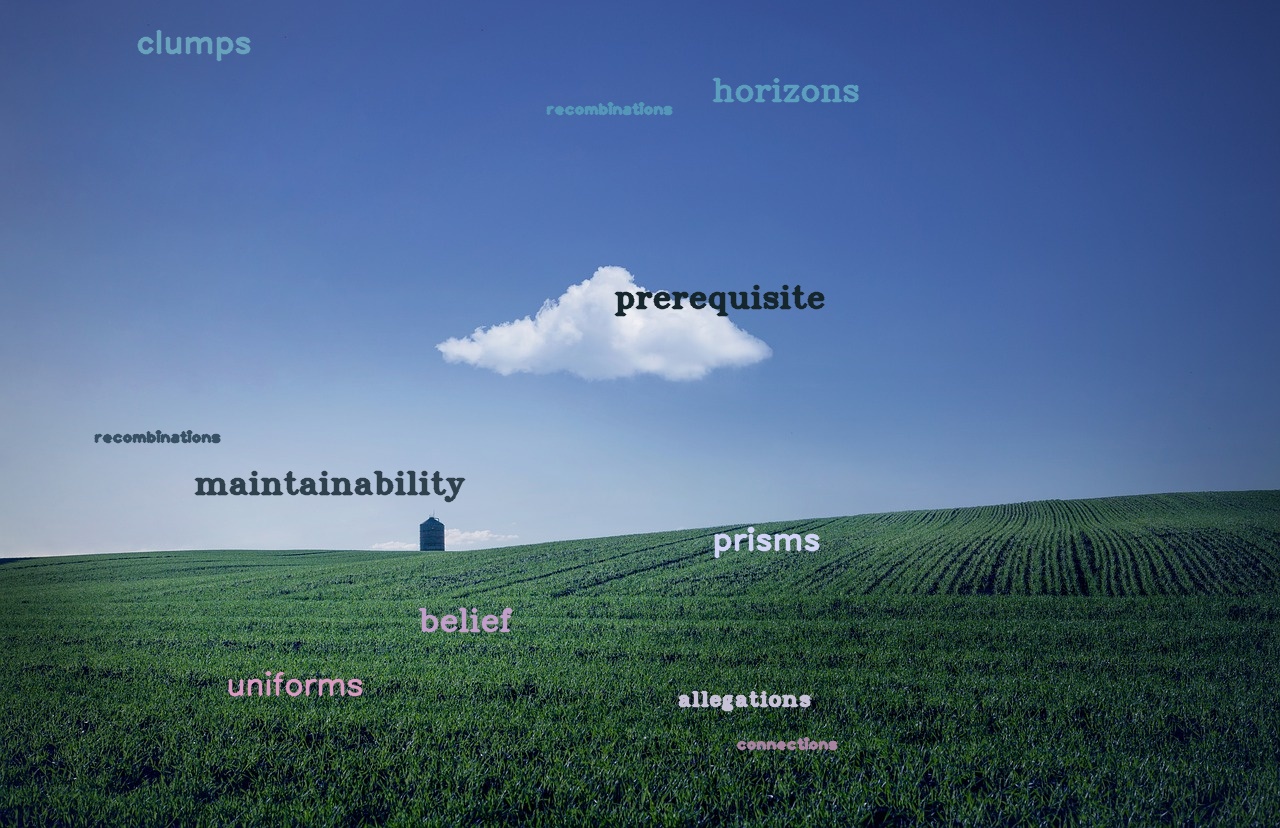 clumps
horizons
recombinations
prerequisite
recombinations
maintainability
prisms
belief
uniforms
allegations
connections